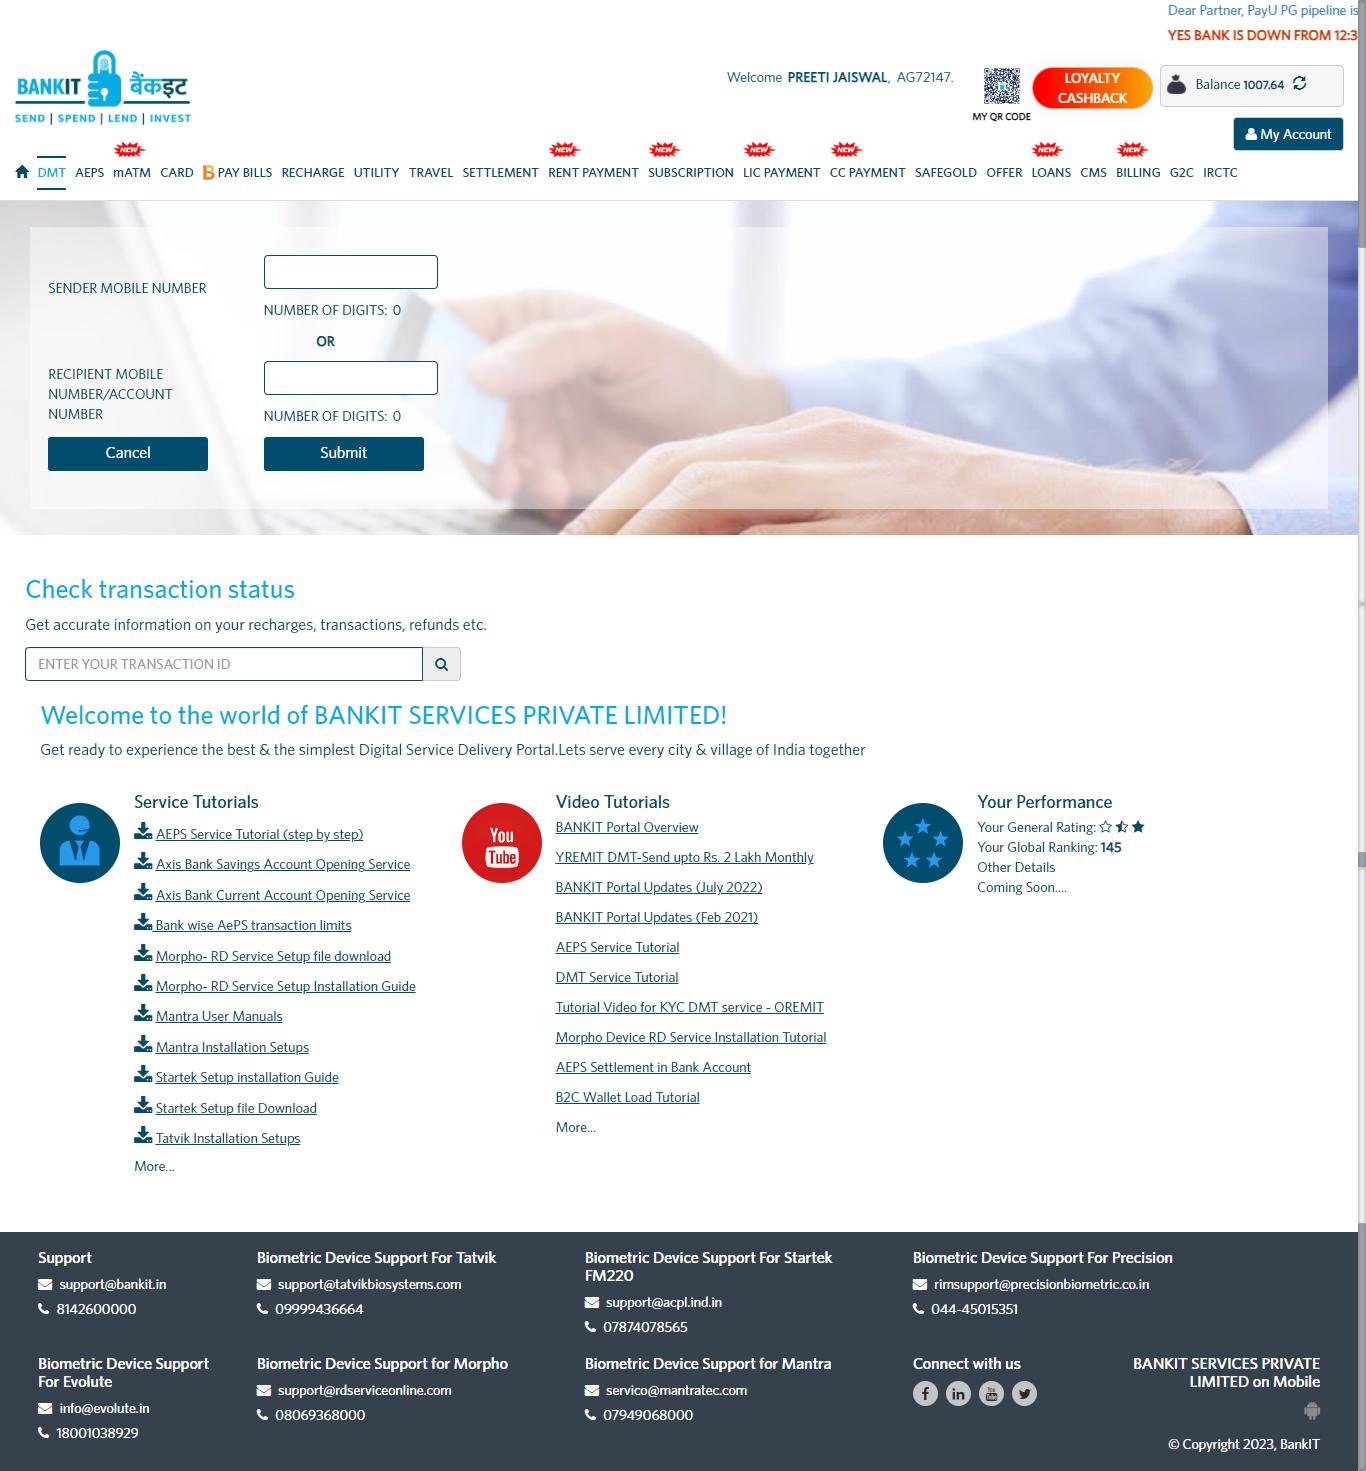 Dear Partner, PayU PG pipeline is
YES BANK IS DOWN FROM 12:3
BANKIT बैंकइट
SEND | SPEND | LEND | INVEST
Welcome PREETI JAISWAL, AG72147.
MY QR CODE
LOYALTY
CASHBACK
Balance 1007.64
My Account
NEW NEW NEW NEW NEW NEW NEW
DMT AEPS mATM CARD B PAY BILLS RECHARGE UTILITY TRAVEL SETTLEMENT RENT PAYMENT SUBSCRIPTION LIC PAYMENT CC PAYMENT SAFEGOLD OFFER LOANS CMS BILLING G2C IRCTC
SENDER MOBILE NUMBER
NUMBER OF DIGITS: 0
OR
RECIPIENT MOBILE
NUMBER/ACCOUNT
NUMBER
NUMBER OF DIGITS: 0
Cancel
Submit
Check transaction status
Get accurate information on your recharges, transactions, refunds etc.
ENTER YOUR TRANSACTION ID
Welcome to the world of BANKIT SERVICES PRIVATE LIMITED!
Get ready to experience the best & the simplest Digital Service Delivery Portal.Lets serve every city & village of India together
Service Tutorials
AEPS Service Tutorial (step by step)
Axis Bank Savings Account Opening Service
Axis Bank Current Account Opening Service
Bank wise AePS transaction limits
Morpho- RD Service Setup file download
Morpho- RD Service Setup Installation Guide
Mantra User Manuals
Mantra Installation Setups
Startek Setup installation Guide
Startek Setup file Download
Tatvik Installation Setups
More...
You
Tube
Video Tutorials
BANKIT Portal Overview
YREMIT DMT-Send upto Rs. 2 Lakh Monthly
BANKIT Portal Updates (July 2022)
BANKIT Portal Updates (Feb 2021)
AEPS Service Tutorial
DMT Service Tutorial
Tutorial Video for KYC DMT service - OREMIT
Morpho Device RD Service Installation Tutorial
AEPS Settlement in Bank Account
B2C Wallet Load Tutorial
More...
Your Performance
Your General Rating:
Your Global Ranking: 145
Other Details
Coming Soon....
Support
support@bankit.in
8142600000
Biometric Device Support For Tatvik
support@tatvikbiosystems.com
09999436664
Biometric Device Support For Startek
FM220
support@acpl.ind.in
07874078565
Biometric Device Support For Precision
rimsupport@precisionbiometric.co.in
044-45015351
Biometric Device Support
For Evolute
info@evolute.in
18001038929
Biometric Device Support for Morpho
support@rdserviceonline.com
08069368000
Biometric Device Support for Mantra
servico@mantratec.com
07949068000
Connect with us
BANKIT SERVICES PRIVATE
LIMITED on Mobile
© Copyright 2023, BankIT